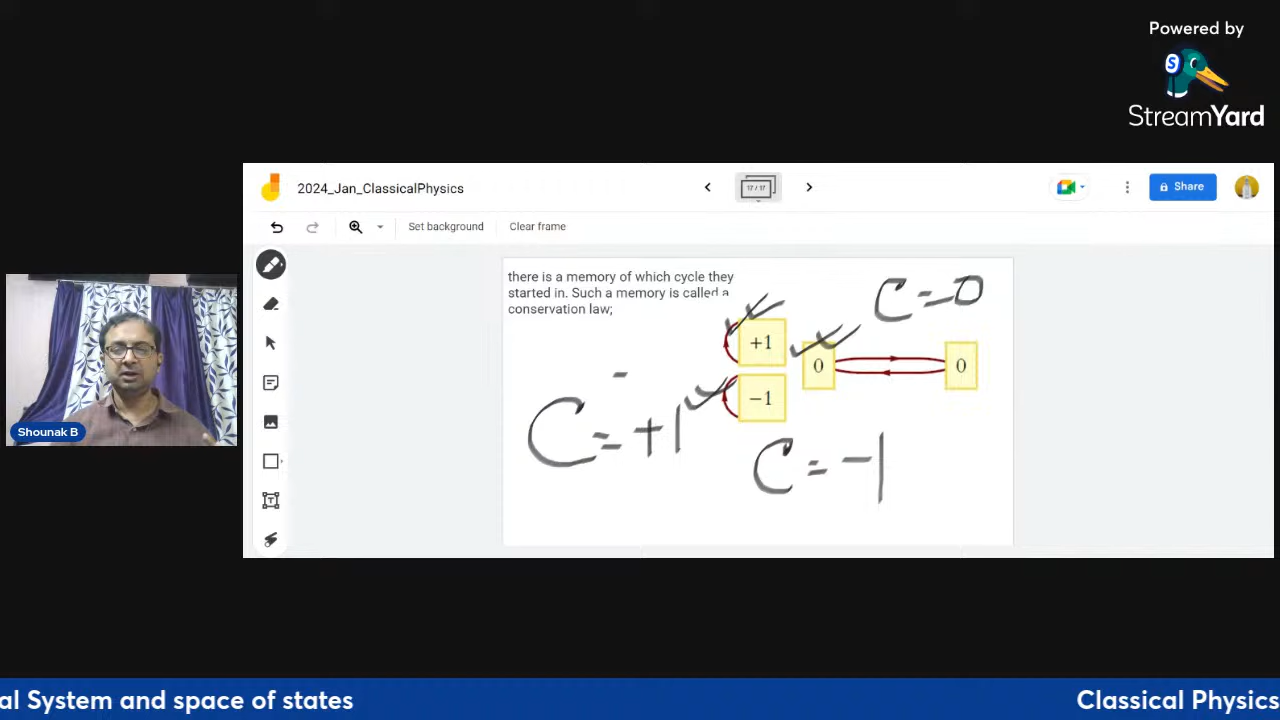 Powered by
S
StreamYard
2024_Jan_ClassicalPhysics
17 / 17
Share
Set background
Clear frame
there is a memory of which cycle they
started in. Such a memory is called a
conservation law;
C=0
+1
0
0
-
−1
C=+1
C=-1
T
Shounak B
al System and space of states
Classical Physics